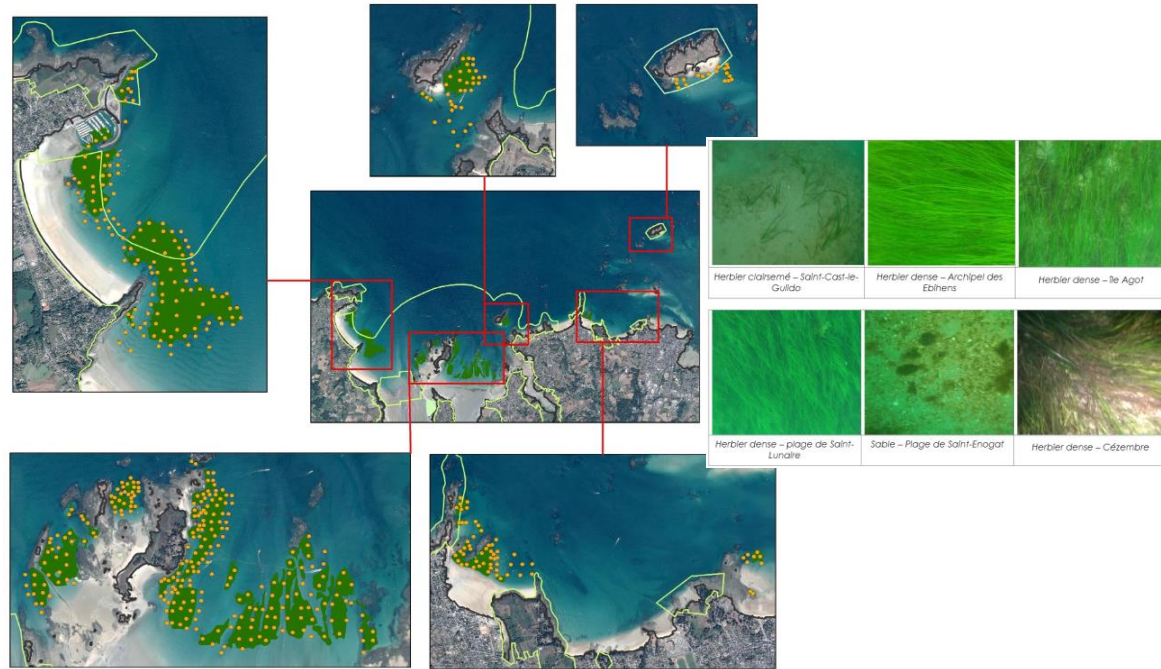 Herbier clairsemé – Saint-Cast-le-
Guildo
Herbier dense – Archipel des
Ebihens
Herbier dense – île Agot
Herbier dense – plage de Saint-
Lunaire
Sable – Plage de Saint-Enogat
Herbier dense – Cézembre